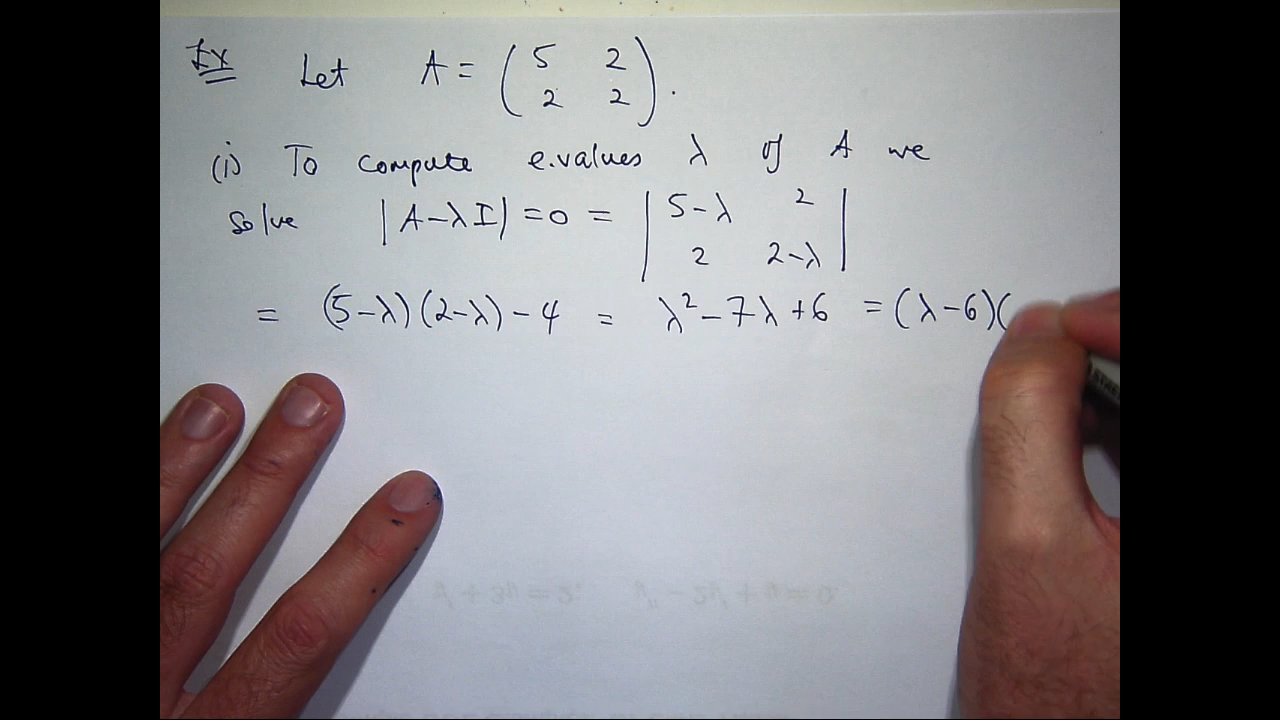 Ex Let A = ( 5 2
2 2 ) .
(i) To compute e.values λ of A we
solve |A-λI| = 0 = | 5-λ 2
2 2-λ |
= (5-λ)(2-λ) - 4 = λ² - 7λ + 6 = (λ-6)(